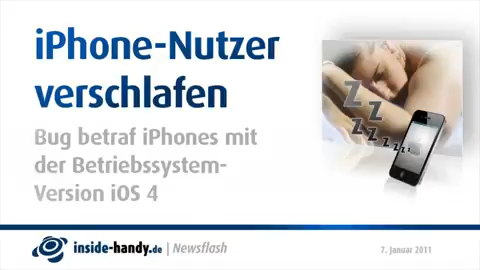 iPhone-Nutzer
verschlafen
Bug betraf iPhones mit
der Betriebssystem-
Version iOS 4
Z Z Z Z Z Z Z
inside-handy.de | Newsflash
7. Januar 2011